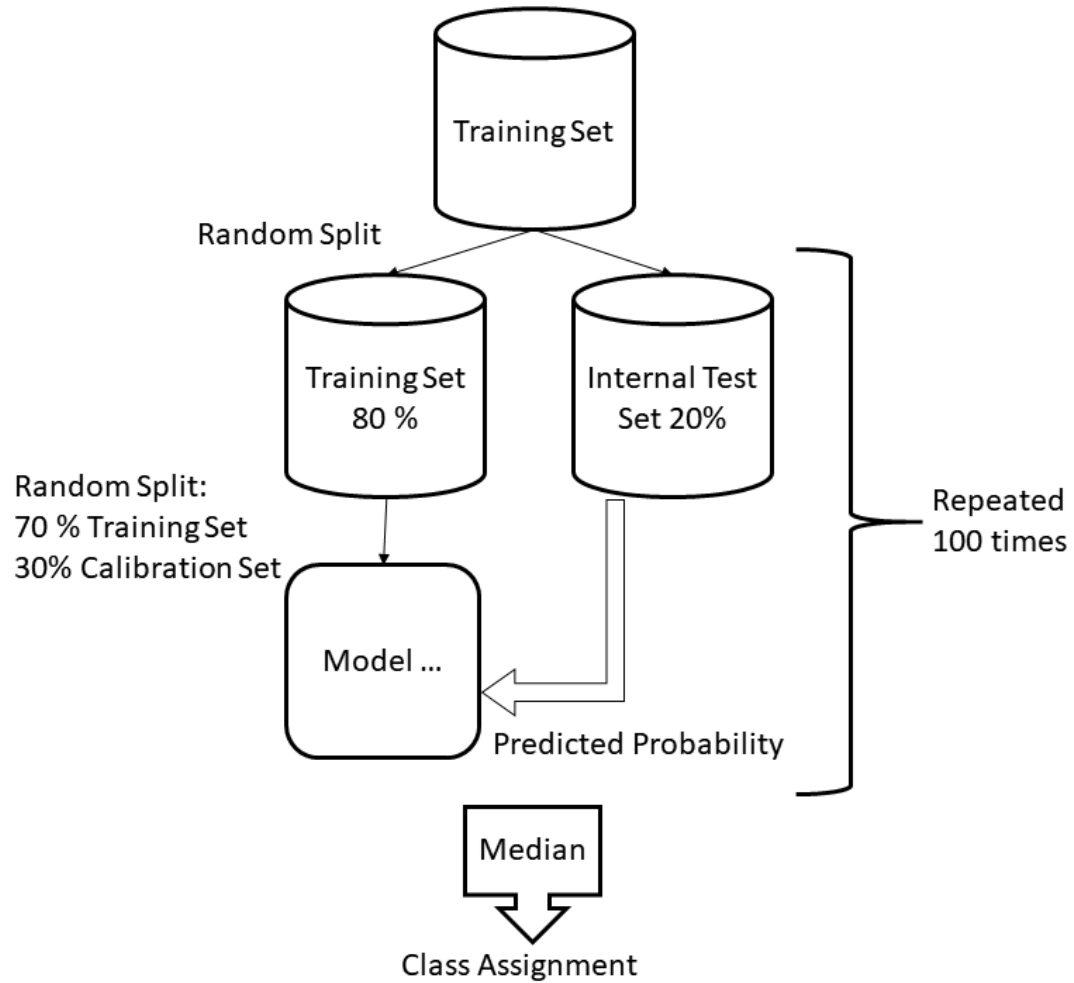 Training Set
Random Split
Training Set
80 %
Internal Test
Set 20%
Random Split:
70 % Training Set
30% Calibration Set
Repeated
100 times
Model ...
Predicted Probability
Median
Class Assignment